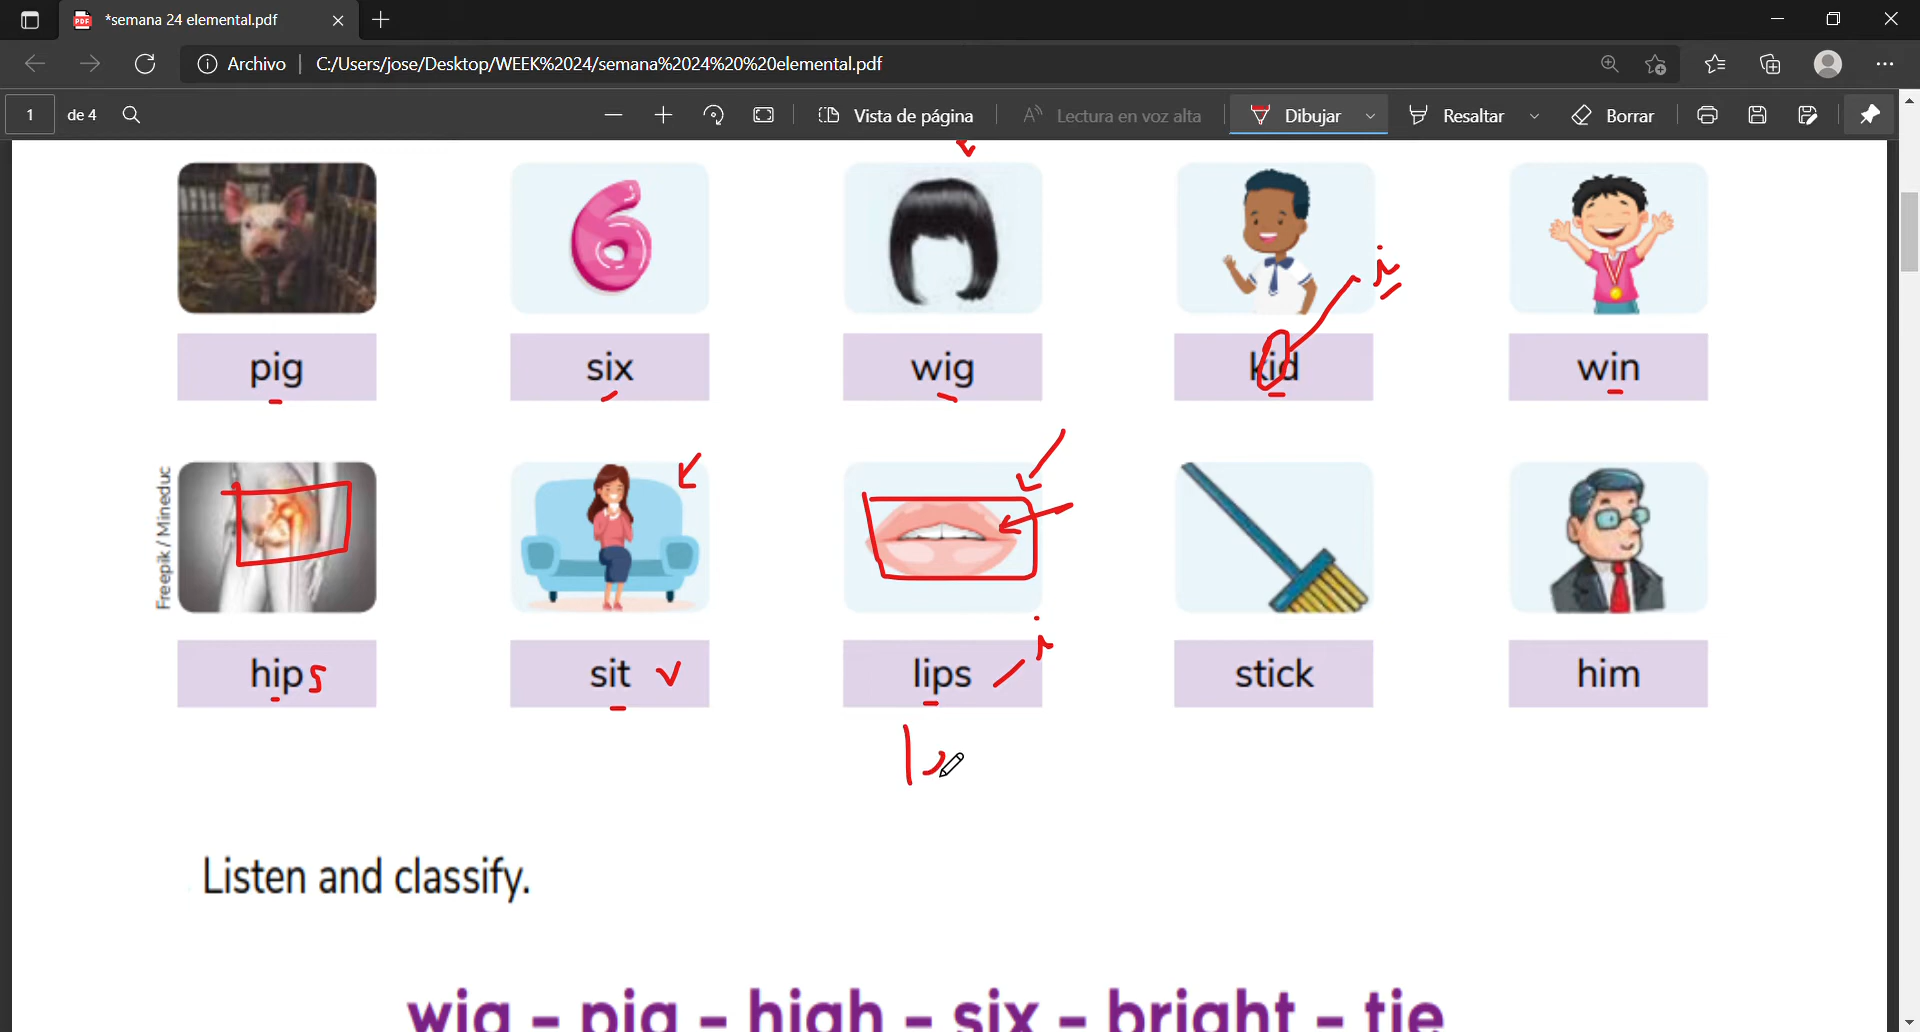 *semana 24 elemental.pdf
Archivo | C:/Users/jose/Desktop/WEEK%2024/semana%2024%20%20elemental.pdf
1 de 4 Vista de página Lectura en voz alta Dibujar Resaltar Borrar
6
i
pig six wig kid win
Freepik / Mineduc
i
hips sit lips stick him
Listen and classify.
wig – pig – high – six – bright – tie